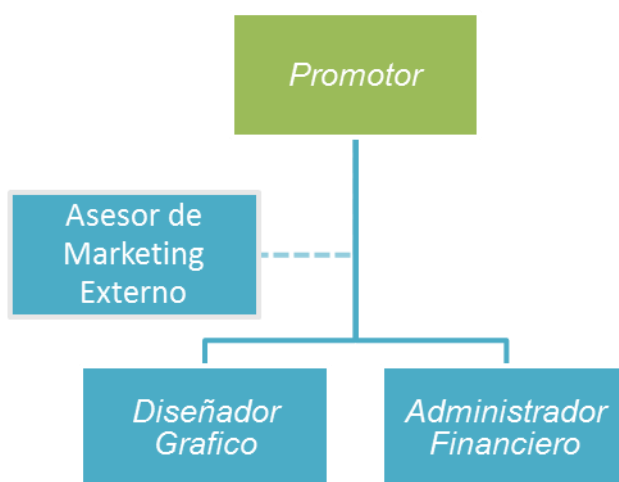 Promotor
Asesor de
Marketing
Externo
Diseñador
Grafico
Administrador
Financiero